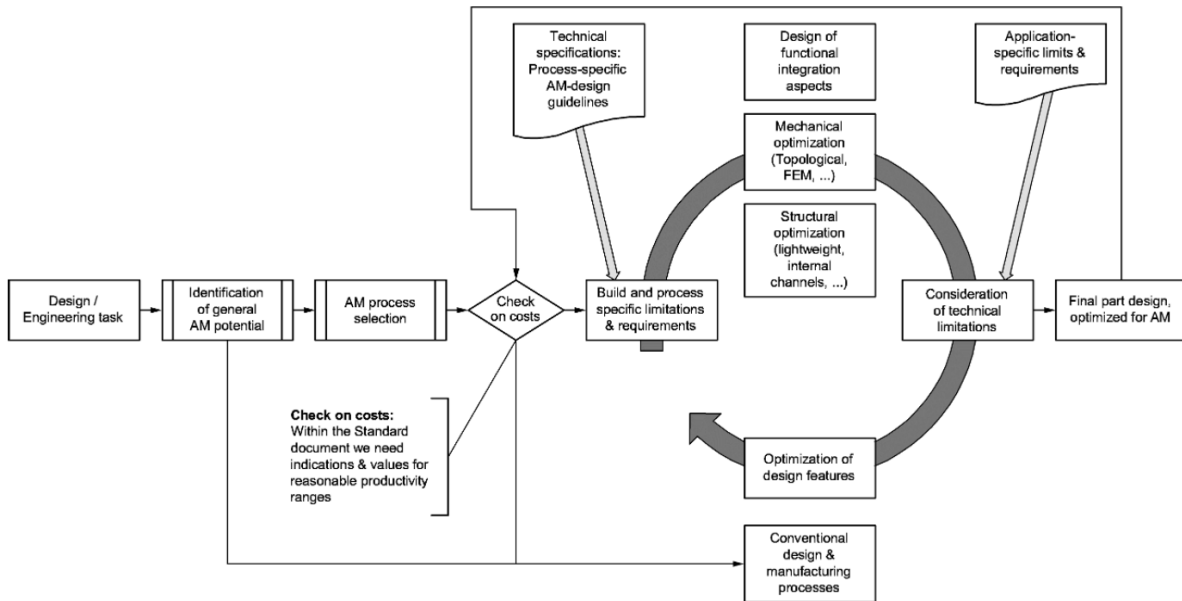 Technical
specifications:
Process-specific
AM-design
guidelines
Design of
functional
integration
aspects
Application-
specific limits &
requirements
Mechanical
optimization
(Topological,
FEM, ...)
Structural
optimization
(lightweight,
internal
channels, ...)
Design /
Engineering task
Identification
of general
AM potential
AM process
selection
Check
on costs
Build and process
specific limitations
& requirements
Consideration
of technical
limitations
Final part design,
optimized for AM
Check on costs:
Within the Standard
document we need
indications & values for
reasonable productivity
ranges
Optimization of
design features
Conventional
design &
manufacturing
processes